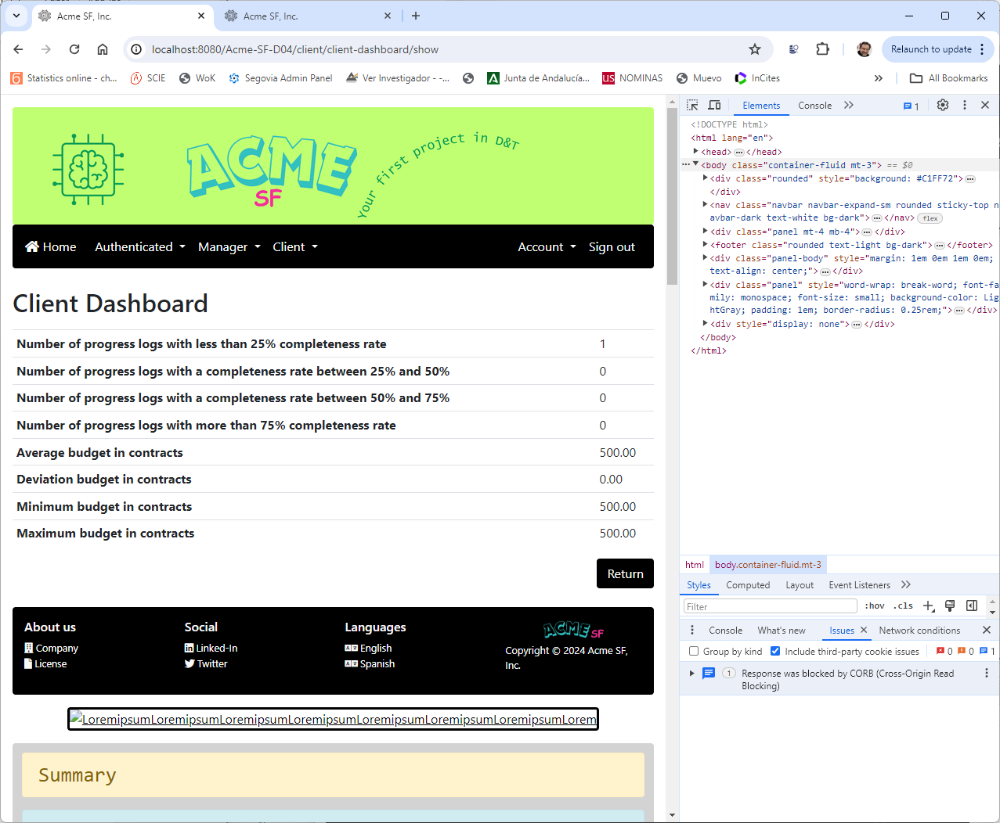 Acme SF, Inc.
Acme SF, Inc.
localhost:8080/Acme-SF-D04/client/client-dashboard/show
Relaunch to update
Statistics online - ch...
SCIE
WoK
Segovia Admin Panel
Ver Investigador - -...
Junta de Andalucía...
NOMINAS
Muevo
InCites
All Bookmarks
ACME
SF
Your first project in D&T
Home
Authenticated
Manager
Client
Account
Sign out
Client Dashboard
Number of progress logs with less than 25% completeness rate 1
Number of progress logs with a completeness rate between 25% and 50% 0
Number of progress logs with a completeness rate between 50% and 75% 0
Number of progress logs with more than 75% completeness rate 0
Average budget in contracts 500.00
Deviation budget in contracts 0.00
Minimum budget in contracts 500.00
Maximum budget in contracts 500.00
Return
About us
Company
License
Social
Linked-In
Twitter
Languages
English
Spanish
ACME SF
Copyright © 2024 Acme SF,
Inc.
LoremipsumLoremipsumLoremipsumLoremipsumLoremipsumLoremipsumLoremipsumLorem
Summary
Elements
Console
1
<!DOCTYPE html>
<html lang="en">
<head> </head>
<body class="container-fluid mt-3"> == $0
<div class="rounded" style="background: #C1FF72">
</div>
<nav class="navbar navbar-expand-sm rounded sticky-top n
avbar-dark text-white bg-dark"> </nav> flex
<div class="panel mt-4 mb-4"> </div>
<footer class="rounded text-light bg-dark"> </footer>
<div class="panel-body" style="margin: 1em 0em 1em 0em;
text-align: center;"> </div>
<div class="panel" style="word-wrap: break-word; font-fa
mily: monospace; font-size: small; background-color: Lig
htGray; padding: 1em; border-radius: 0.25rem;"> </div>
<div style="display: none"> </div>
</body>
</html>
html
body.container-fluid.mt-3
Styles
Computed
Layout
Event Listeners
Filter
:hov
.cls
Console
What's new
Issues
Network conditions
Group by kind
Include third-party cookie issues
0
0
1
1
Response was blocked by CORB (Cross-Origin Read
Blocking)